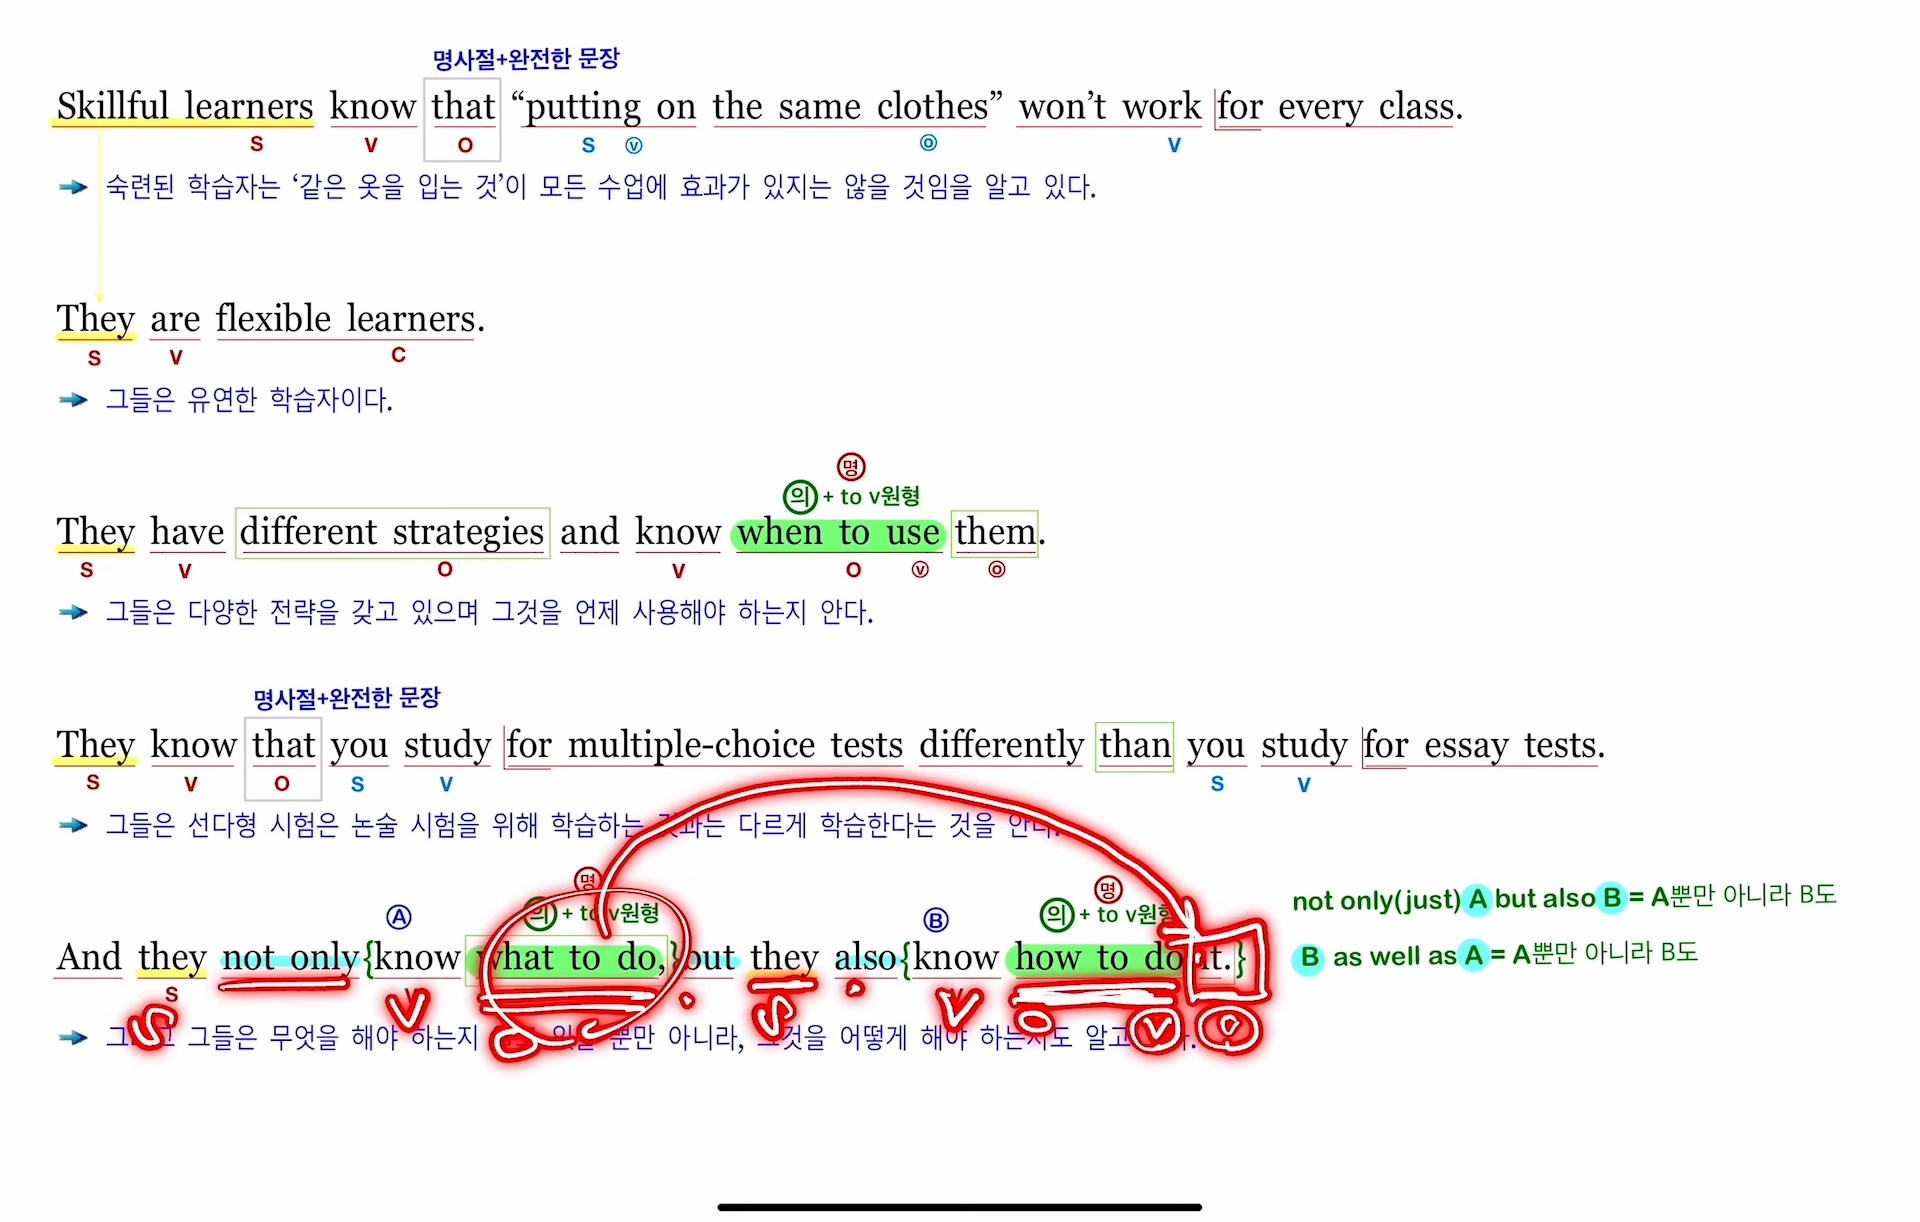 명사절+완전한 문장
Skillful learners know that “putting on the same clothes” won’t work for every class.
S V O S ⓥ ⓞ V
➡ 숙련된 학습자는 ‘같은 옷을 입는 것’이 모든 수업에 효과가 있지는 않을 것임을 알고 있다.
They are flexible learners.
S V C
➡ 그들은 유연한 학습자이다.
명
의 + to v원형
They have different strategies and know when to use them.
S V O V O ⓥ ⓞ
➡ 그들은 다양한 전략을 갖고 있으며 그것을 언제 사용해야 하는지 안다.
명사절+완전한 문장
They know that you study for multiple-choice tests differently than you study for essay tests.
S V O S V S V
➡ 그들은 선다형 시험은 논술 시험을 위해 학습하는 것과는 다르게 학습한다는 것을 안다.
명 명
Ⓐ 의 + to v원형 Ⓑ 의 + to v원형
not only(just) A but also B = A뿐만 아니라 B도
And they not only {know what to do,} but they also {know how to do it.}
B as well as A = A뿐만 아니라 B도
S
S V O S V O ⓥ ⓞ
➡ 그들은 무엇을 해야 하는지 뿐만 아니라, 그것을 어떻게 해야 하는지도 알고